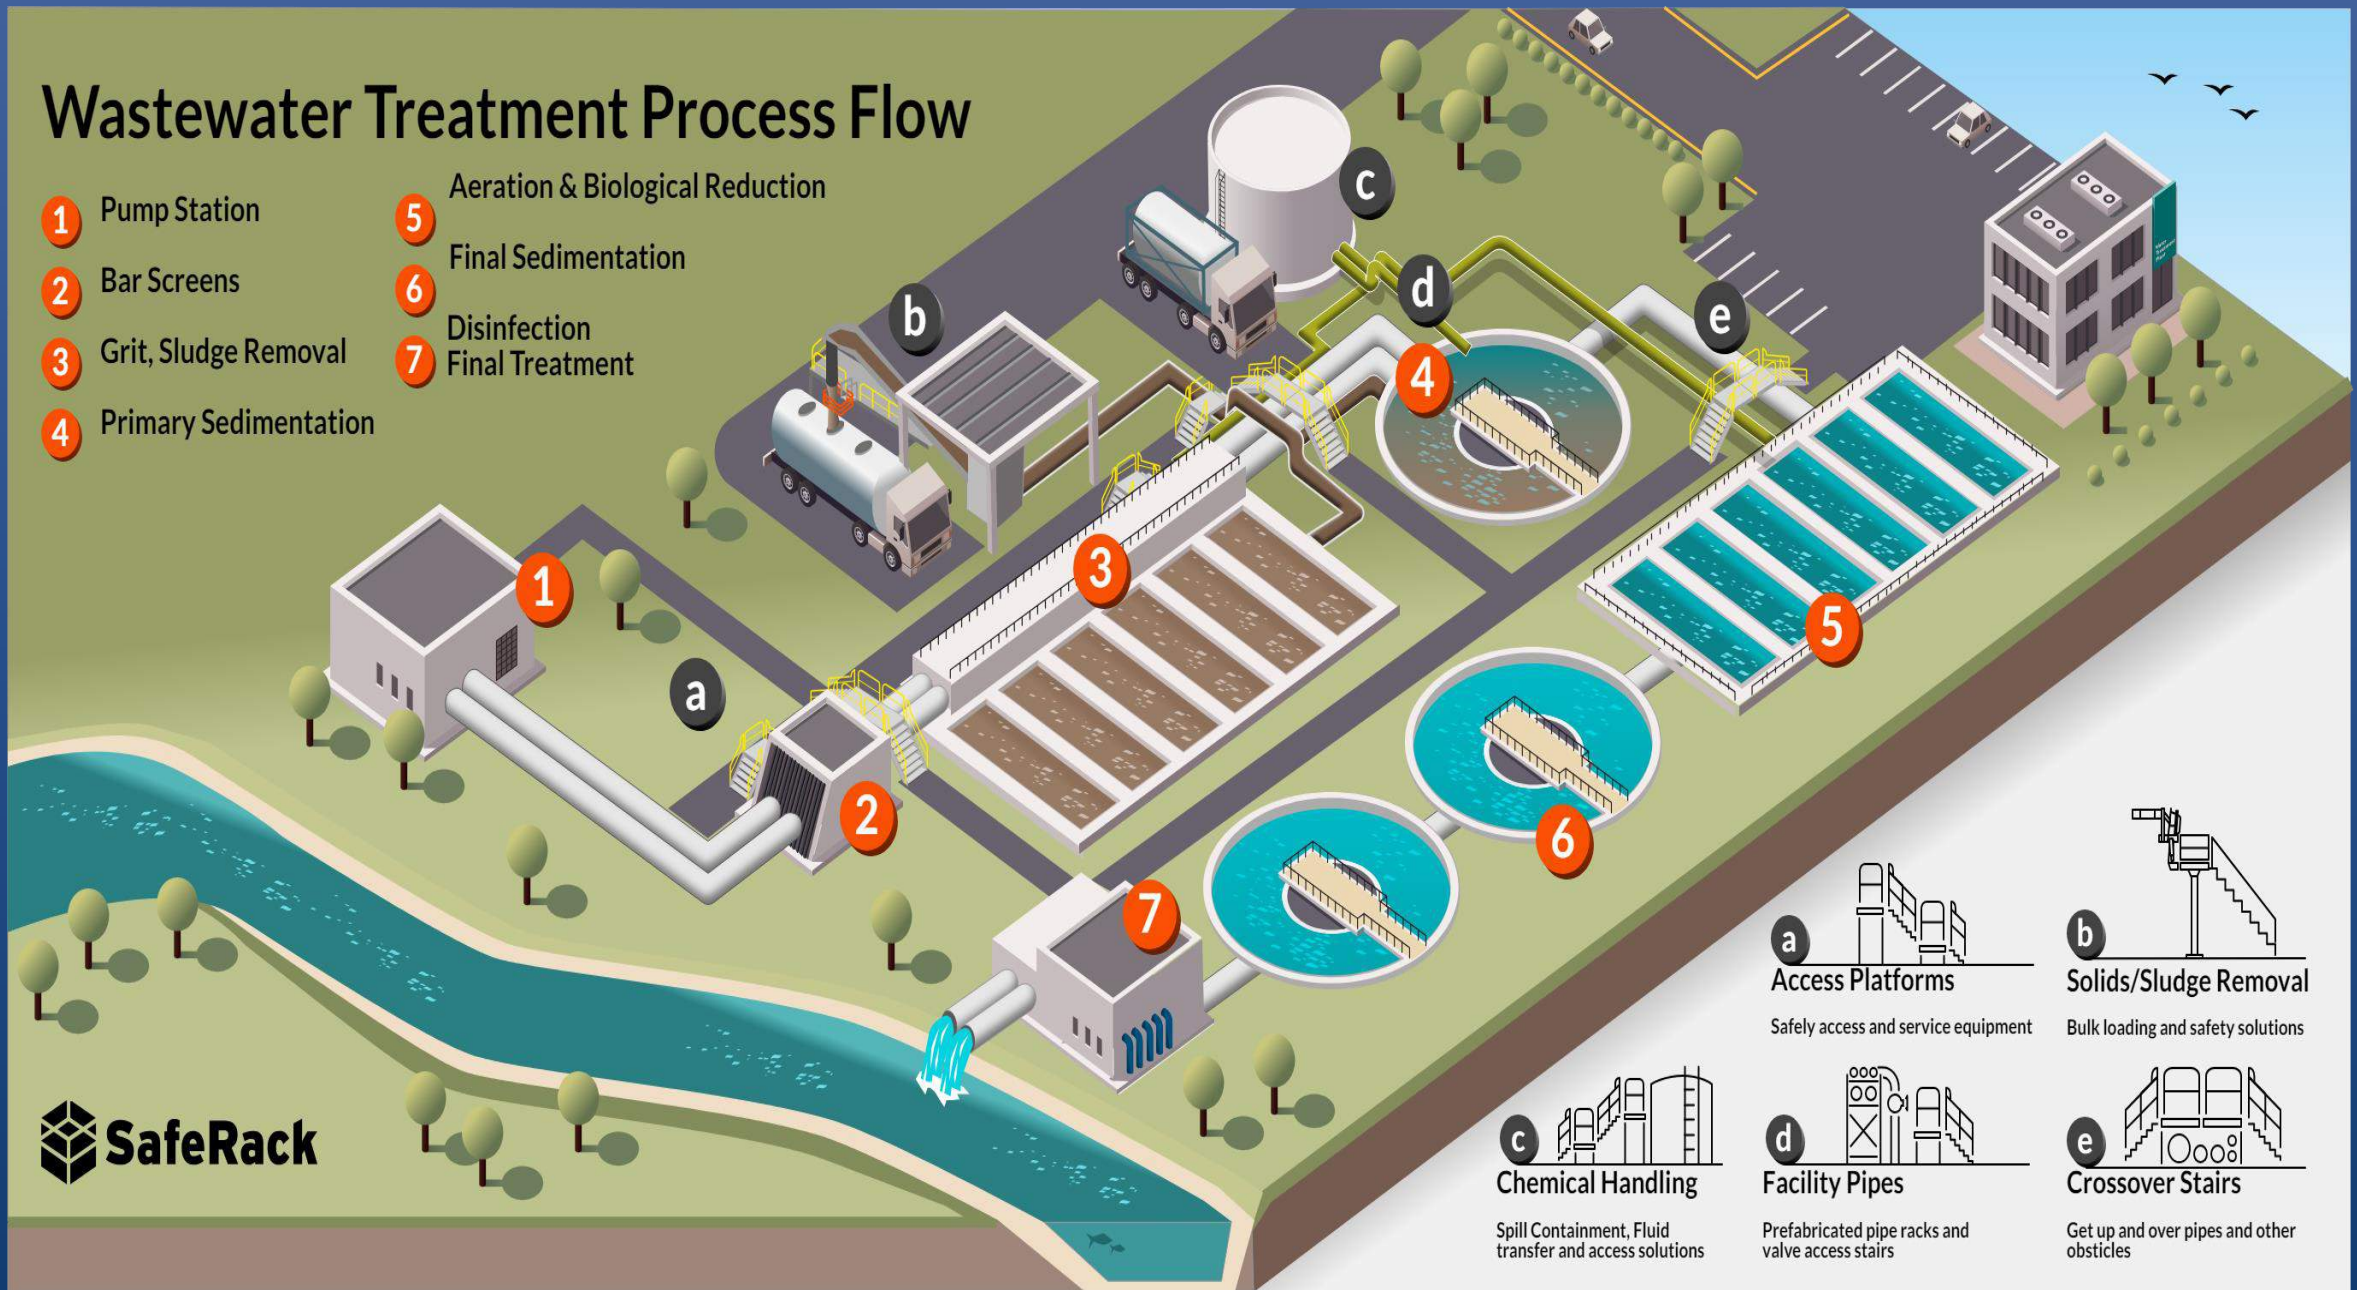 Wastewater Treatment Process Flow
1 Pump Station
2 Bar Screens
3 Grit, Sludge Removal
4 Primary Sedimentation
5 Aeration & Biological Reduction
6 Final Sedimentation
7 Disinfection
Final Treatment
c
b
d
e
4
1
3
a
5
2
6
7
SafeRack
a
Access Platforms
Safely access and service equipment
b
Solids/Sludge Removal
Bulk loading and safety solutions
c
Chemical Handling
Spill Containment, Fluid
transfer and access solutions
d
Facility Pipes
Prefabricated pipe racks and
valve access stairs
e
Crossover Stairs
Get up and over pipes and other
obsticles